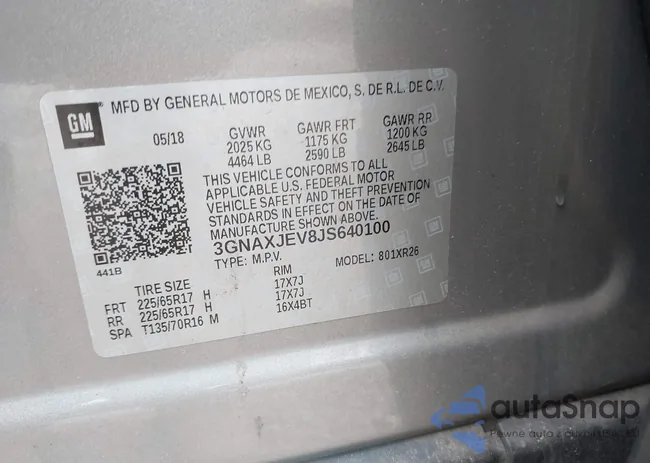 GM
MFD BY GENERAL MOTORS DE MEXICO, S. DE R.L. DE C.V.
05/18
GVWR
2025 KG
4464 LB
GAWR FRT
1175 KG
2590 LB
GAWR RR
1200 KG
2645 LB
THIS VEHICLE CONFORMS TO ALL
APPLICABLE U.S. FEDERAL MOTOR
VEHICLE SAFETY AND THEFT PREVENTION
STANDARDS IN EFFECT ON THE DATE OF
MANUFACTURE SHOWN ABOVE.
3GNAXJEV8JS640100
TYPE: M.P.V. MODEL: 801XR26
441B
TIRE SIZE RIM
FRT 225/65R17 H 17X7J
RR 225/65R17 H 17X7J
SPA T135/70R16 M 16X4BT
autaSnap
Pewne auta z